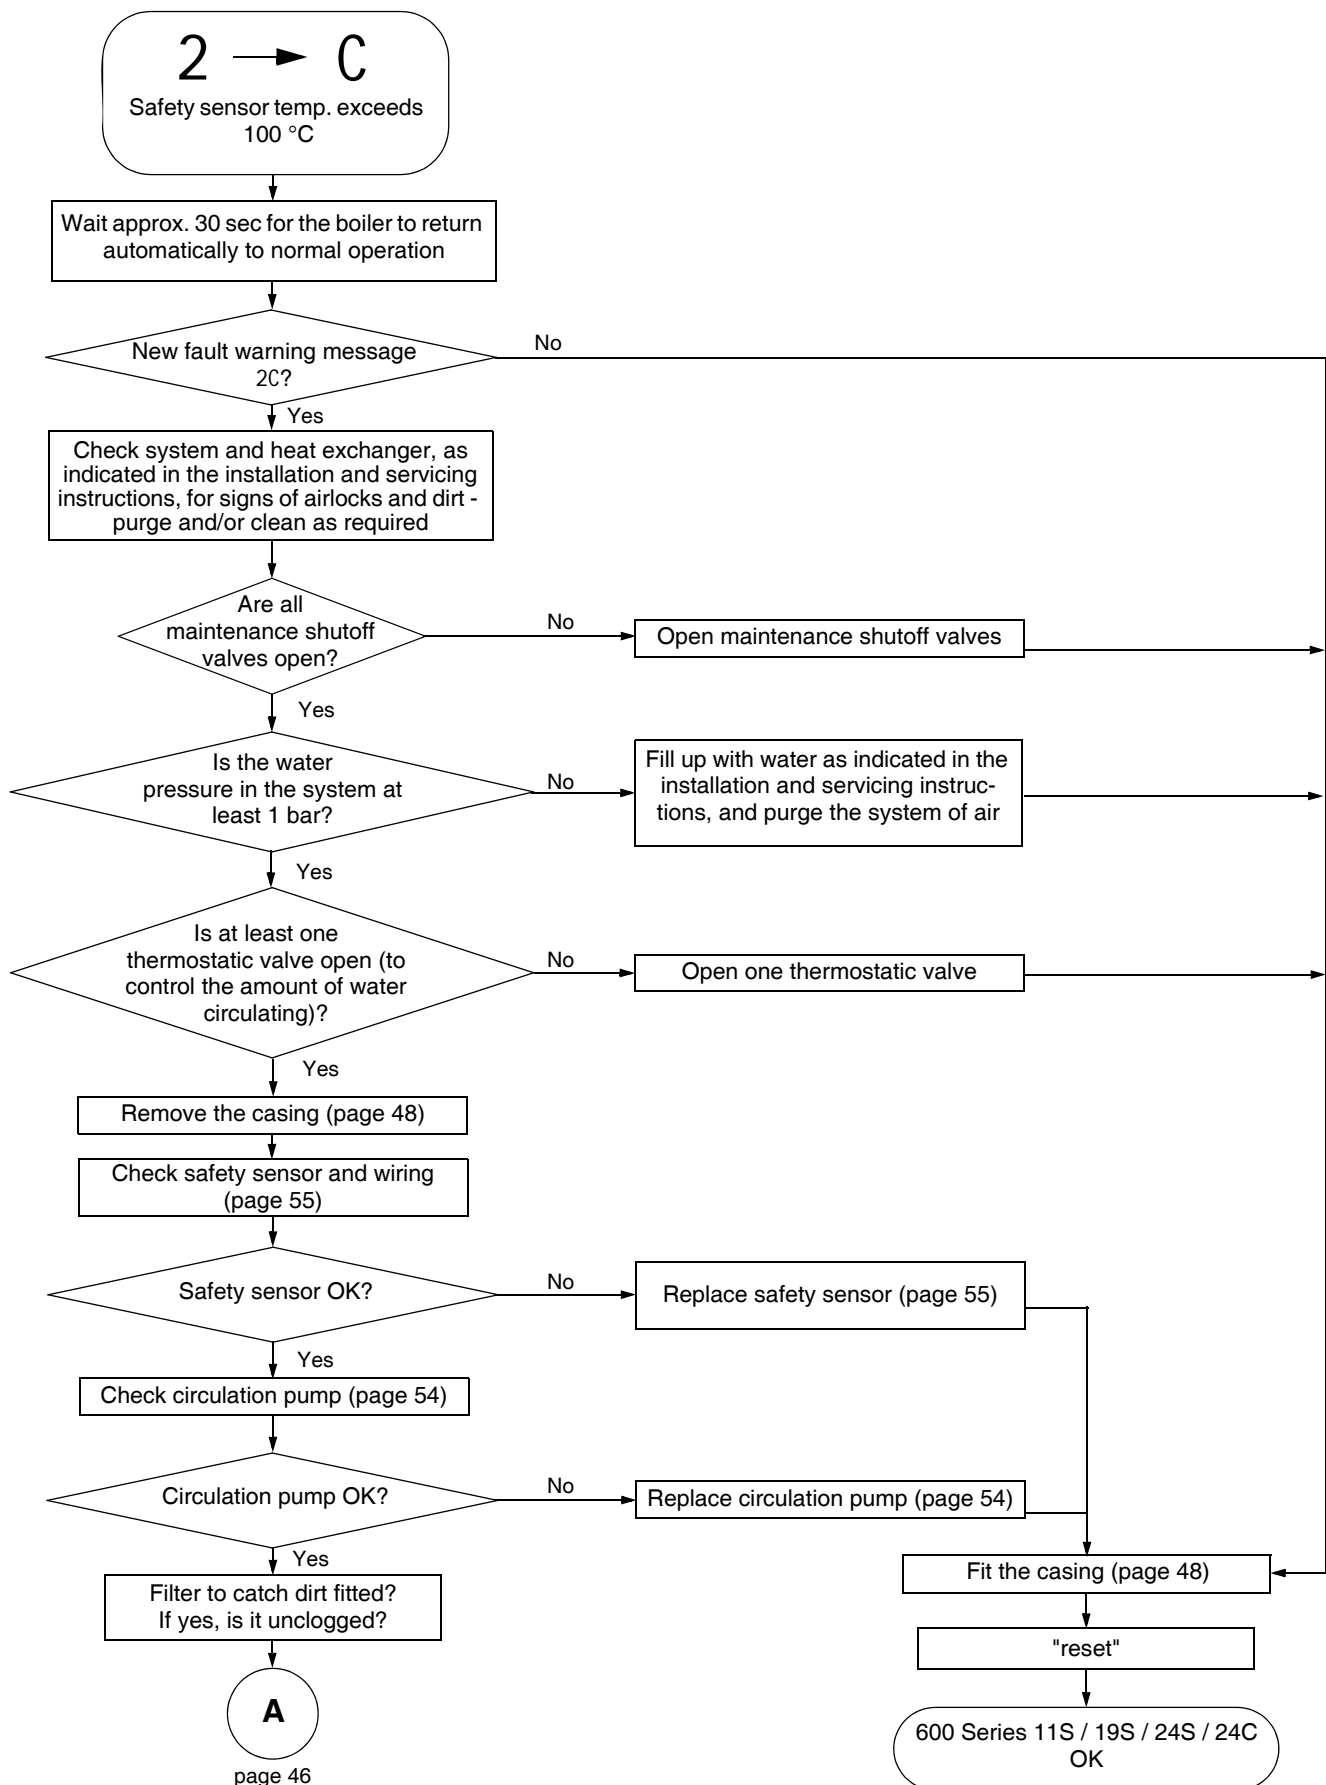 2 → C
Safety sensor temp. exceeds
100 °C
Wait approx. 30 sec for the boiler to return
automatically to normal operation
New fault warning message
2C?
No
Yes
Check system and heat exchanger, as
indicated in the installation and servicing
instructions, for signs of airlocks and dirt -
purge and/or clean as required
Are all
maintenance shutoff
valves open?
No
Open maintenance shutoff valves
Yes
Is the water
pressure in the system at
least 1 bar?
No
Fill up with water as indicated in the
installation and servicing instruc-
tions, and purge the system of air
Yes
Is at least one
thermostatic valve open (to
control the amount of water
circulating)?
No
Open one thermostatic valve
Yes
Remove the casing (page 48)
Check safety sensor and wiring
(page 55)
Safety sensor OK?
No
Replace safety sensor (page 55)
Yes
Check circulation pump (page 54)
Circulation pump OK?
No
Replace circulation pump (page 54)
Yes
Filter to catch dirt fitted?
If yes, is it unclogged?
A
page 46
Fit the casing (page 48)
"reset"
600 Series 11S / 19S / 24S / 24C
OK